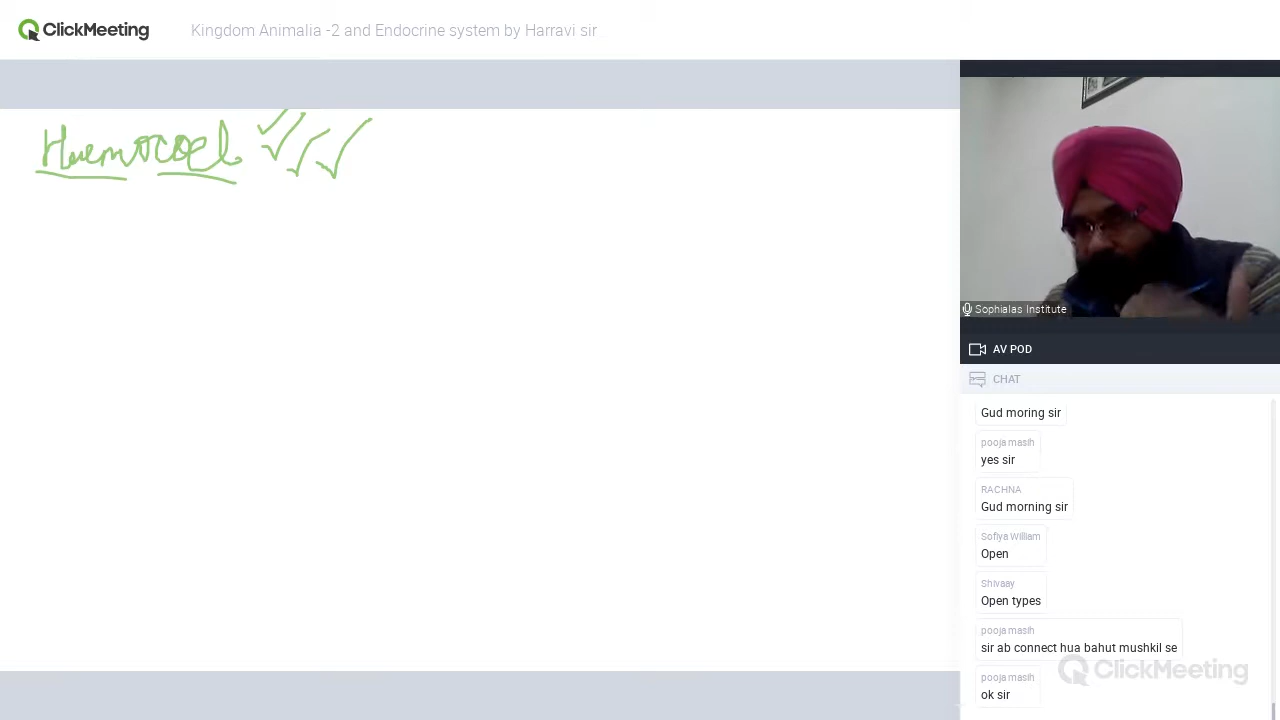 ClickMeeting
Kingdom Animalia -2 and Endocrine system by Harravi sir
Haemocoel
Sophialas Institute
AV POD
CHAT
Gud moring sir
pooja masih
yes sir
RACHNA
Gud morning sir
Sofiya William
Open
Shivaay
Open types
pooja masih
sir ab connect hua bahut mushkil se
ClickMeeting
pooja masih
ok sir